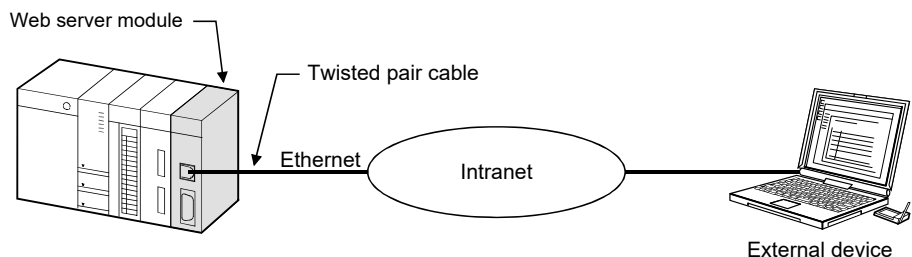 Web server module
Twisted pair cable
Ethernet
Intranet
External device